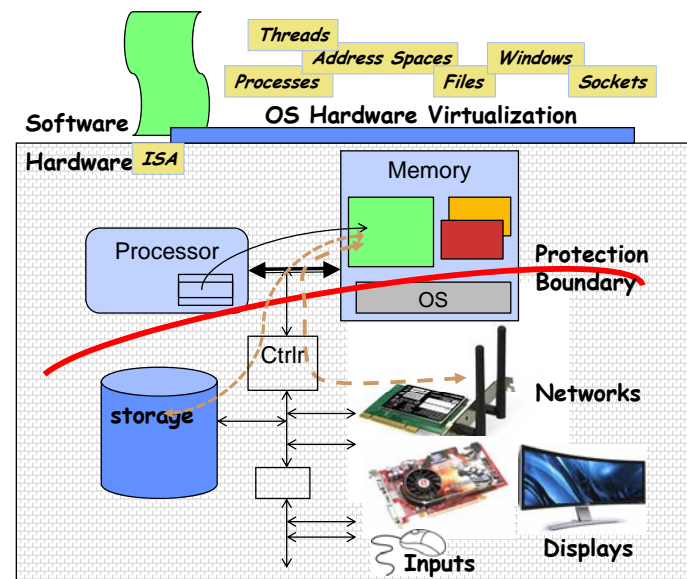 Threads
Address Spaces
Windows
Processes
Files
Sockets
Software
OS Hardware Virtualization
Hardware
ISA
Memory
Processor
Protection
Boundary
OS
Ctrlr
storage
Networks
Inputs
Displays